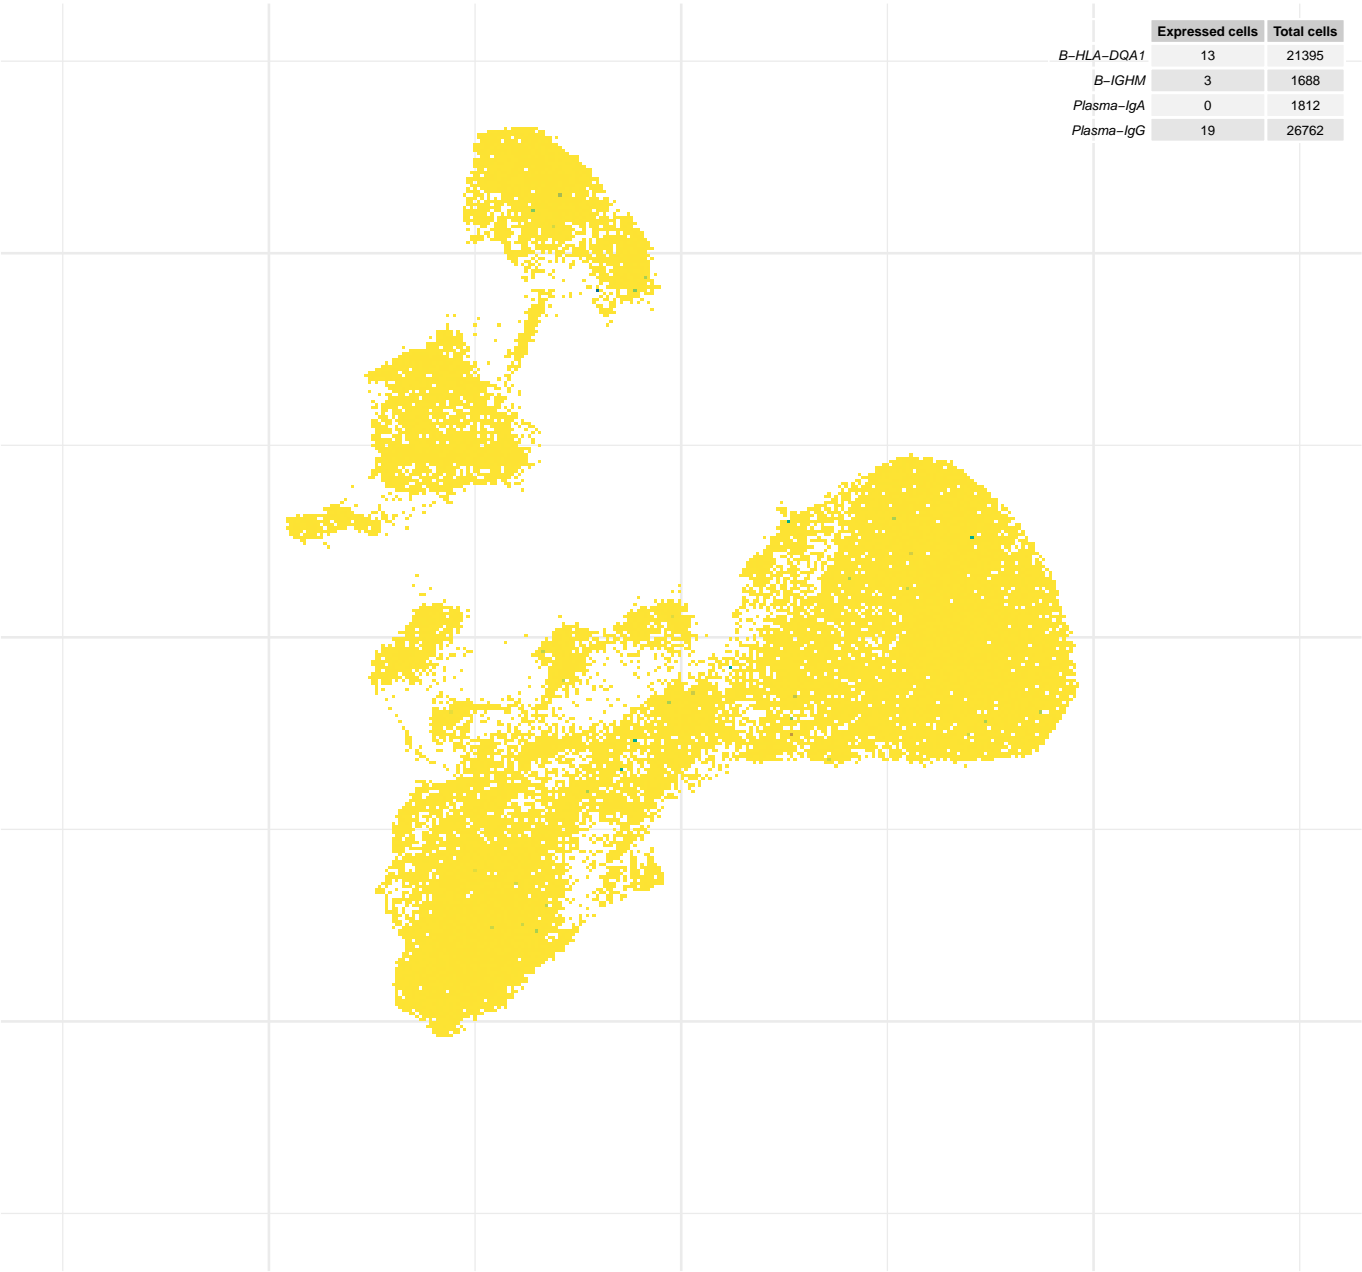 Expressed cells Total cells
B−HLA−DQA1 13 21395
B−IGHM 3 1688
Plasma−IgA 0 1812
Plasma−IgG 19 26762